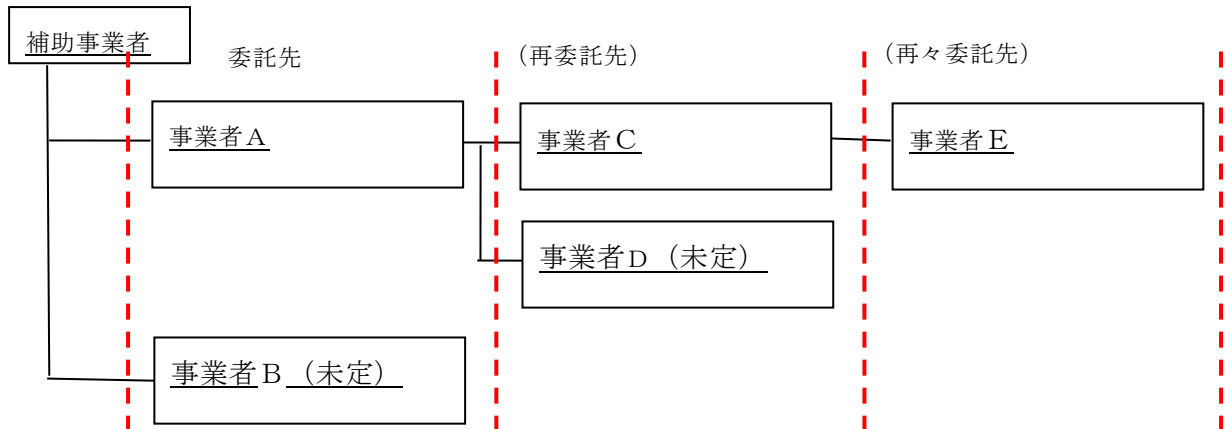 補助事業者
委託先
(再委託先)
(再々委託先)
事業者A
事業者C
事業者E
事業者D(未定)
事業者B(未定)